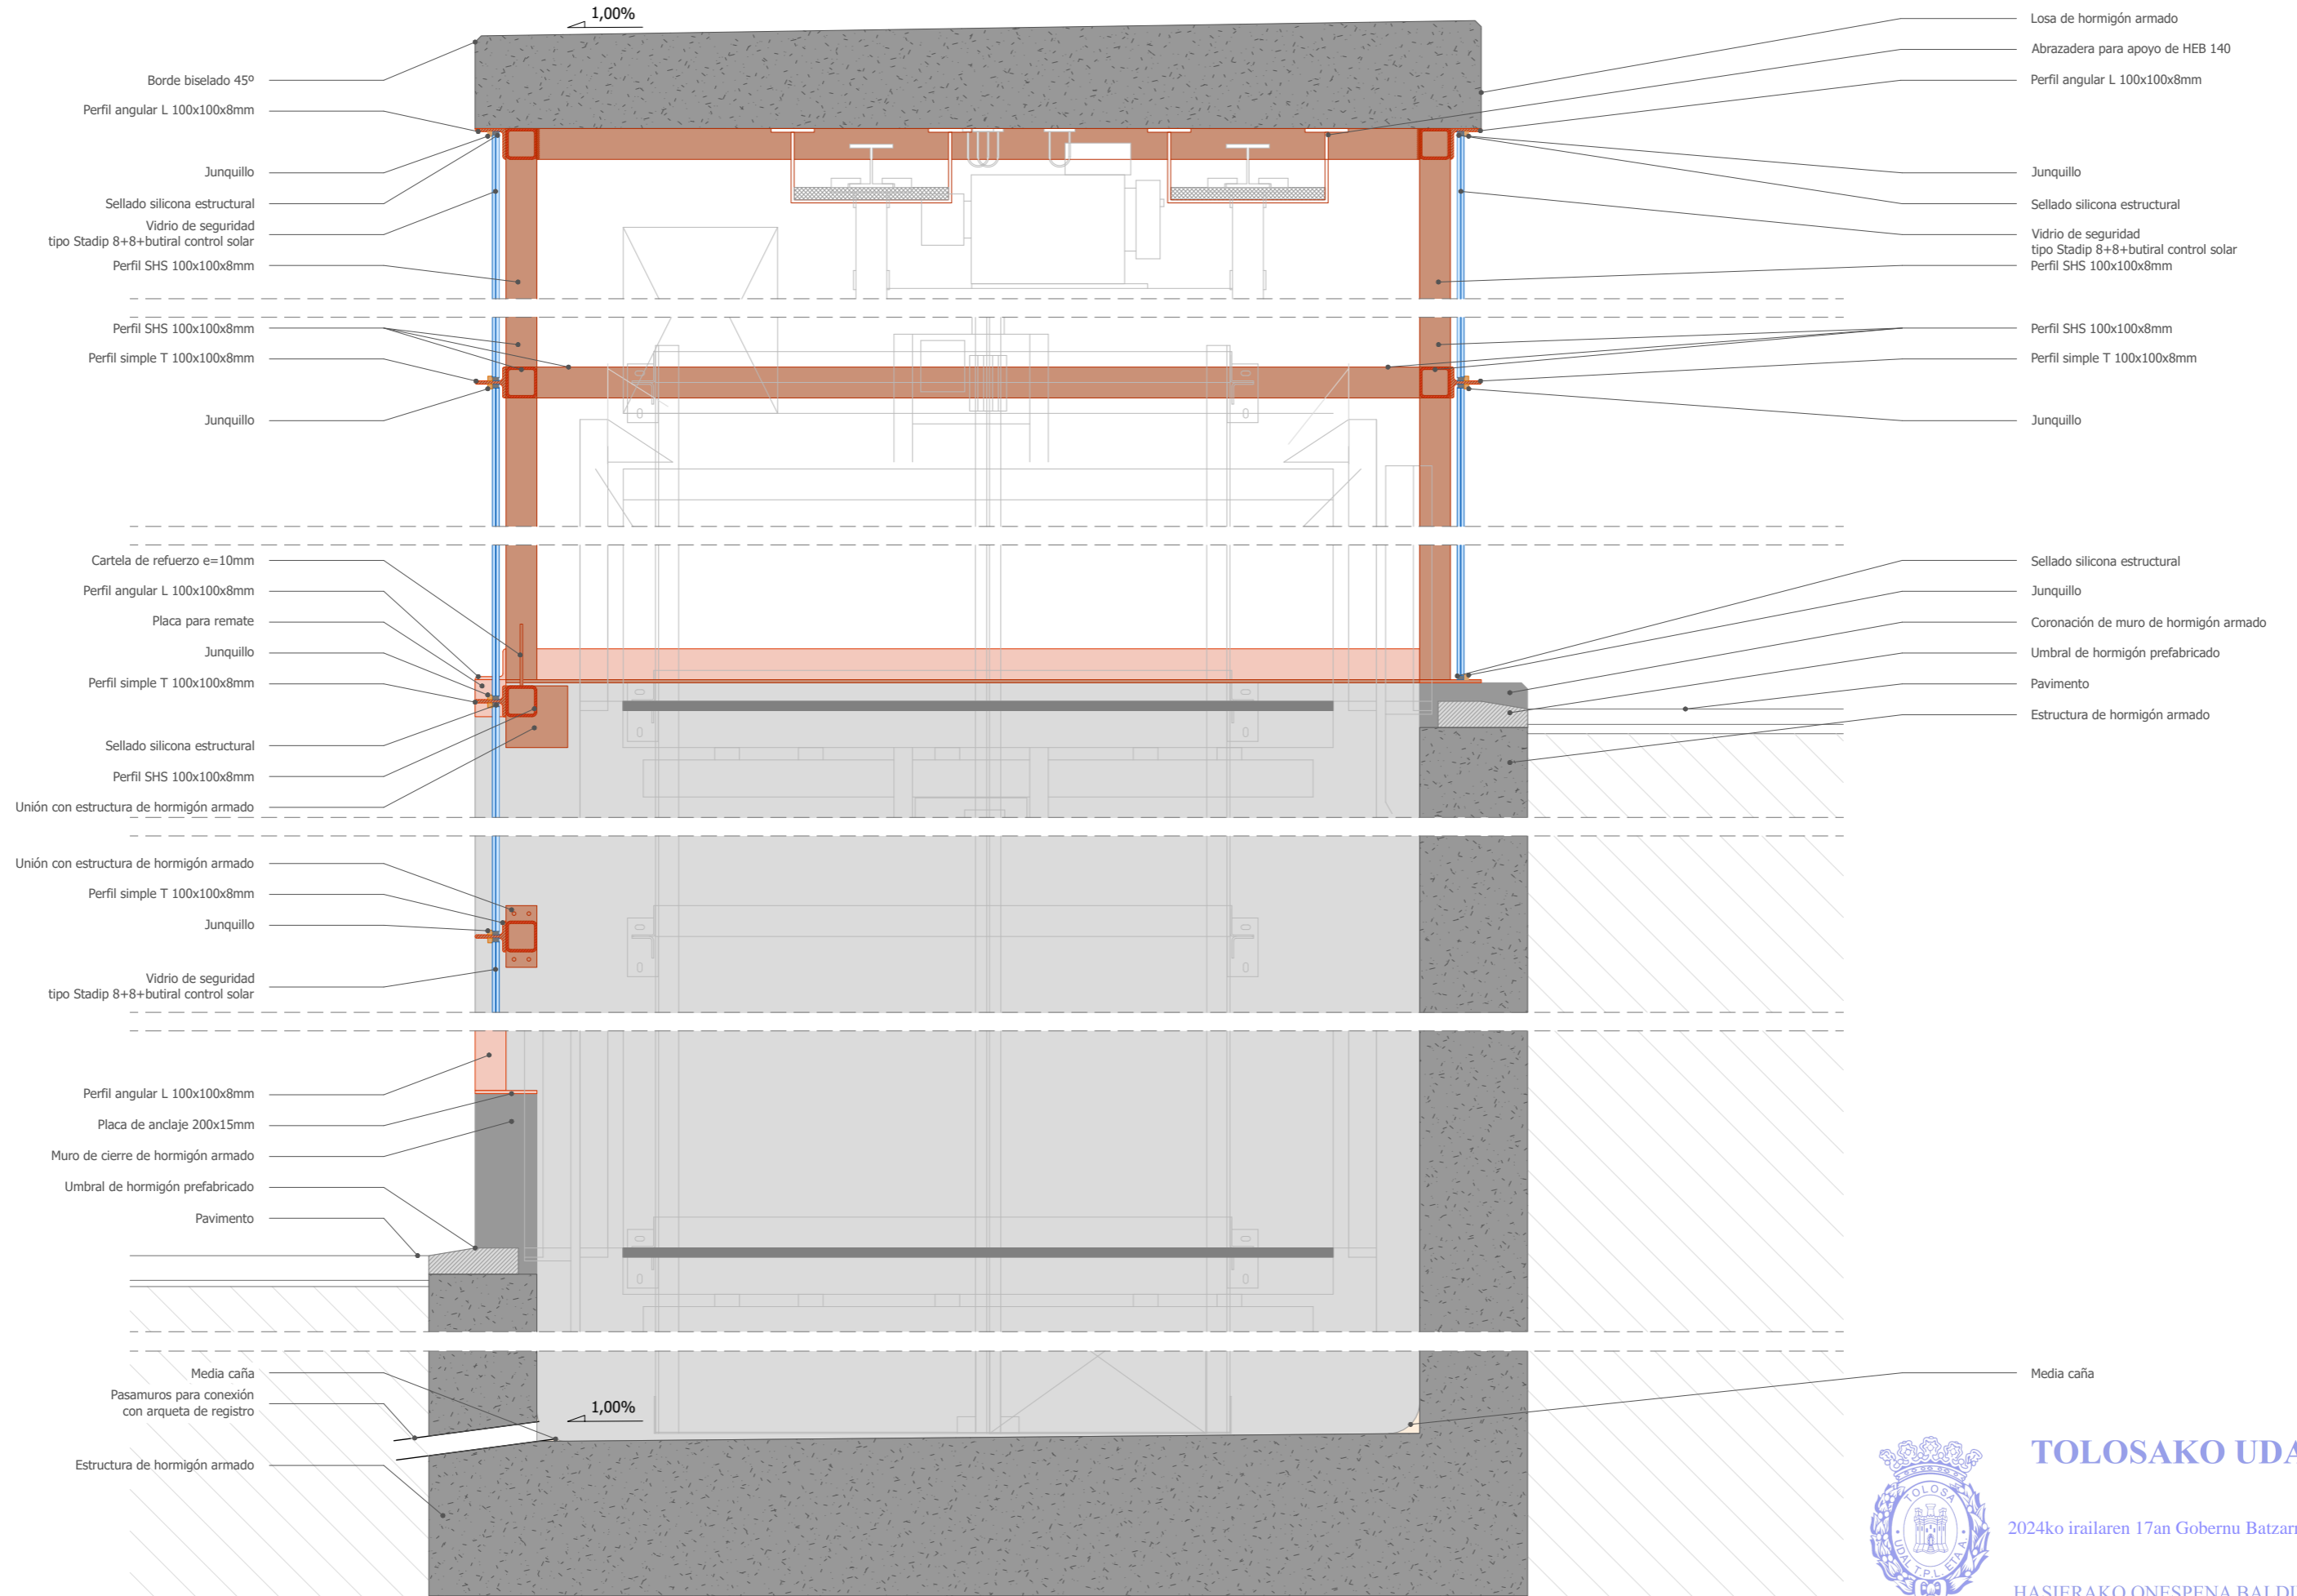 1,00%
Borde biselado 45º
Perfil angular L 100x100x8mm
Junquillo
Sellado silicona estructural
Vidrio de seguridad
tipo Stadip 8+8+butiral control solar
Perfil SHS 100x100x8mm
Perfil SHS 100x100x8mm
Perfil simple T 100x100x8mm
Junquillo
Cartela de refuerzo e=10mm
Perfil angular L 100x100x8mm
Placa para remate
Junquillo
Perfil simple T 100x100x8mm
Sellado silicona estructural
Perfil SHS 100x100x8mm
Unión con estructura de hormigón armado
Unión con estructura de hormigón armado
Perfil simple T 100x100x8mm
Junquillo
Vidrio de seguridad
tipo Stadip 8+8+butiral control solar
Perfil angular L 100x100x8mm
Placa de anclaje 200x15mm
Muro de cierre de hormigón armado
Umbral de hormigón prefabricado
Pavimento
Media caña
Pasamuros para conexión
con arqueta de registro
Estructura de hormigón armado
1,00%
Losa de hormigón armado
Abrazadera para apoyo de HEB 140
Perfil angular L 100x100x8mm
Junquillo
Sellado silicona estructural
Vidrio de seguridad
tipo Stadip 8+8+butiral control solar
Perfil SHS 100x100x8mm
Perfil SHS 100x100x8mm
Perfil simple T 100x100x8mm
Junquillo
Sellado silicona estructural
Junquillo
Coronación de muro de hormigón armado
Umbral de hormigón prefabricado
Pavimento
Estructura de hormigón armado
Media caña
TOLOSA
UDAL T.P.L. ETA A.
TOLOSAKO UDA
2024ko irailaren 17an Gobernu Batzarr
HASIERAKO ONESPENA BALDI